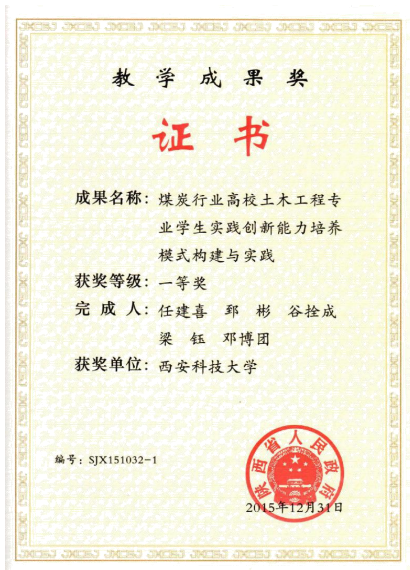 教学成果奖
证书
成果名称：煤炭行业高校土木工程专
业学生实践创新能力培养
模式构建与实践
获奖等级：一等奖
完成人：任建喜 郅彬 谷拴成
梁钰 邓博团
获奖单位：西安科技大学
编号：SJX151032-1
陕西省人民政府
2015年12月31日